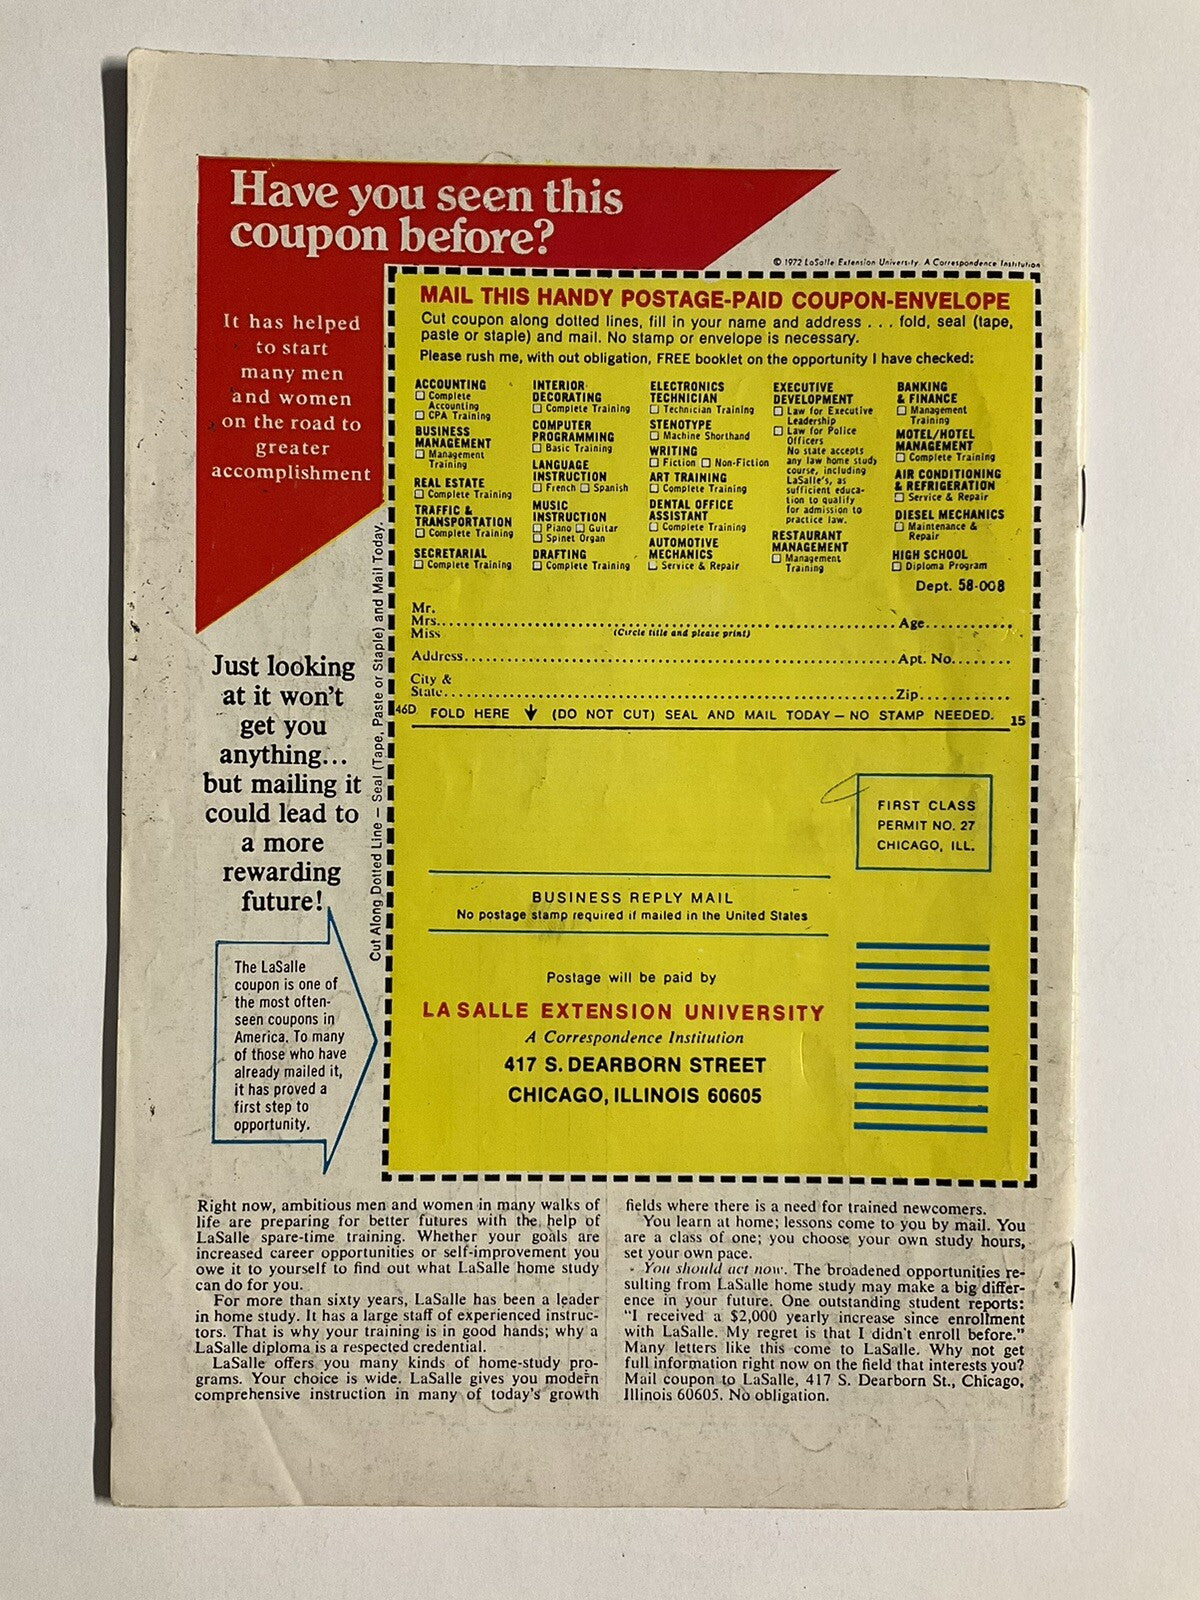 Have you seen this
coupon before?
It has helped
to start
many men
and women
on the road to
greater
accomplishment
Just looking
at it won't
get you
anything...
but mailing it
could lead to
a more
rewarding
future!
The LaSalle
coupon is one of
the most often-
seen coupons in
America. To many
of those who have
already mailed it,
it has proved a
first step to
opportunity.
Cut Along Dotted Line — Seal (Tape, Paste or Staple) and Mail Today.
© 1972 LaSalle Extension University. A Correspondence Institution
MAIL THIS HANDY POSTAGE-PAID COUPON-ENVELOPE
Cut coupon along dotted lines, fill in your name and address . . . fold, seal (tape,
paste or staple) and mail. No stamp or envelope is necessary.
Please rush me, with out obligation, FREE booklet on the opportunity I have checked:
ACCOUNTING
☐ Complete
Accounting
☐ CPA Training
BUSINESS
MANAGEMENT
☐ Management
Training
REAL ESTATE
☐ Complete Training
TRAFFIC &
TRANSPORTATION
☐ Complete Training
SECRETARIAL
☐ Complete Training
INTERIOR
DECORATING
☐ Complete Training
COMPUTER
PROGRAMMING
☐ Basic Training
LANGUAGE
INSTRUCTION
☐ French ☐ Spanish
MUSIC
INSTRUCTION
☐ Piano ☐ Guitar
☐ Spinet Organ
DRAFTING
☐ Complete Training
ELECTRONICS
TECHNICIAN
☐ Technician Training
STENOTYPE
☐ Machine Shorthand
WRITING
☐ Fiction ☐ Non-Fiction
ART TRAINING
☐ Complete Training
DENTAL OFFICE
ASSISTANT
☐ Complete Training
AUTOMOTIVE
MECHANICS
☐ Service & Repair
EXECUTIVE
DEVELOPMENT
☐ Law for Executive
Leadership
☐ Law for Police
Officers
No state accepts
any law home study
course, including
LaSalle's, as
sufficient educa-
tion to qualify
for admission to
practice law.
RESTAURANT
MANAGEMENT
☐ Management
Training
BANKING
& FINANCE
☐ Management
Training
MOTEL/HOTEL
MANAGEMENT
☐ Complete Training
AIR CONDITIONING
& REFRIGERATION
☐ Service & Repair
DIESEL MECHANICS
☐ Maintenance &
Repair
HIGH SCHOOL
☐ Diploma Program
Dept. 58-008
Mr.
Mrs. Age
Miss (Circle title and please print)
Address Apt. No.
City &
State Zip
46D FOLD HERE ↓ (DO NOT CUT) SEAL AND MAIL TODAY — NO STAMP NEEDED. 15
FIRST CLASS
PERMIT NO. 27
CHICAGO, ILL.
BUSINESS REPLY MAIL
No postage stamp required if mailed in the United States
Postage will be paid by
LA SALLE EXTENSION UNIVERSITY
A Correspondence Institution
417 S. DEARBORN STREET
CHICAGO, ILLINOIS 60605
Right now, ambitious men and women in many walks of
life are preparing for better futures with the help of
LaSalle spare-time training. Whether your goals are
increased career opportunities or self-improvement you
owe it to yourself to find out what LaSalle home study
can do for you.
For more than sixty years, LaSalle has been a leader
in home study. It has a large staff of experienced instruc-
tors. That is why your training is in good hands; why a
LaSalle diploma is a respected credential.
LaSalle offers you many kinds of home-study pro-
grams. Your choice is wide. LaSalle gives you modern
comprehensive instruction in many of today's growth
fields where there is a need for trained newcomers.
You learn at home; lessons come to you by mail. You
are a class of one; you choose your own study hours,
set your own pace.
You should act now. The broadened opportunities re-
sulting from LaSalle home study may make a big differ-
ence in your future. One outstanding student reports:
"I received a $2,000 yearly increase since enrollment
with LaSalle. My regret is that I didn't enroll before."
Many letters like this come to LaSalle. Why not get
full information right now on the field that interests you?
Mail coupon to LaSalle, 417 S. Dearborn St., Chicago,
Illinois 60605. No obligation.